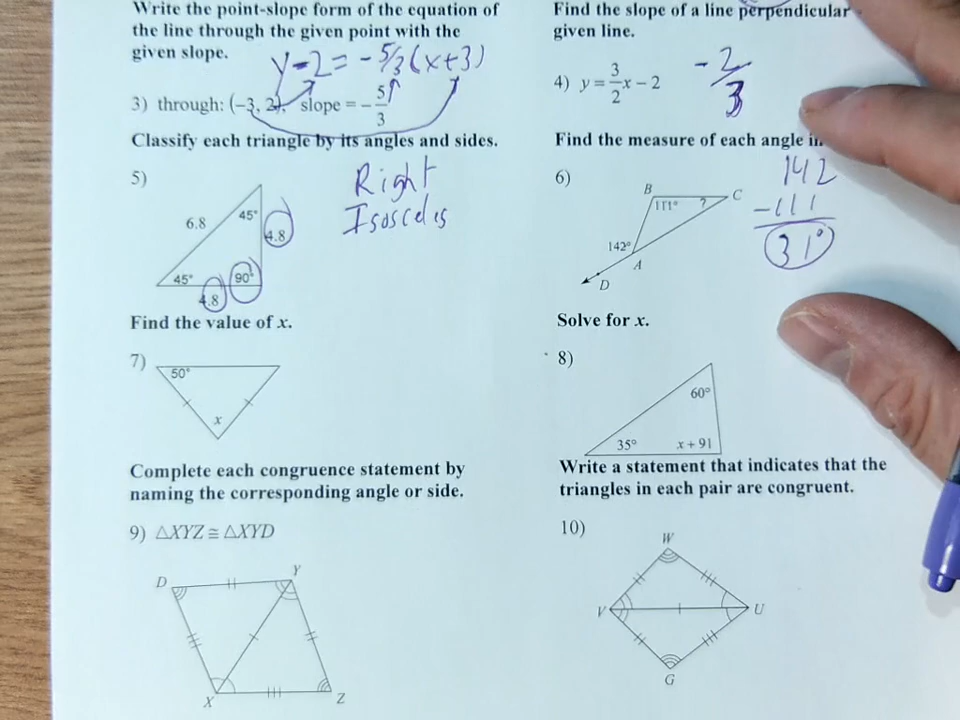 Write the point-slope form of the equation of
the line through the given point with the
given slope.
y-2= -5/3(x+3)
3) through: (−3, 2), slope = −5/3
Classify each triangle by its angles and sides.
5)
Right
Isosceles
6.8
45°
4.8
45°
90°
4.8
Find the value of x.
7)
50°
x
Complete each congruence statement by
naming the corresponding angle or side.
9) △XYZ ≅ △XYD
D
Y
X
Z
Find the slope of a line perpendicular
given line.
4) y = 3/2 x − 2
-2/3
Find the measure of each angle
6)
B
C
111°
?
142°
A
D
142
-111
31°
Solve for x.
8)
60°
35°
x + 91
Write a statement that indicates that the
triangles in each pair are congruent.
10)
W
V
U
G